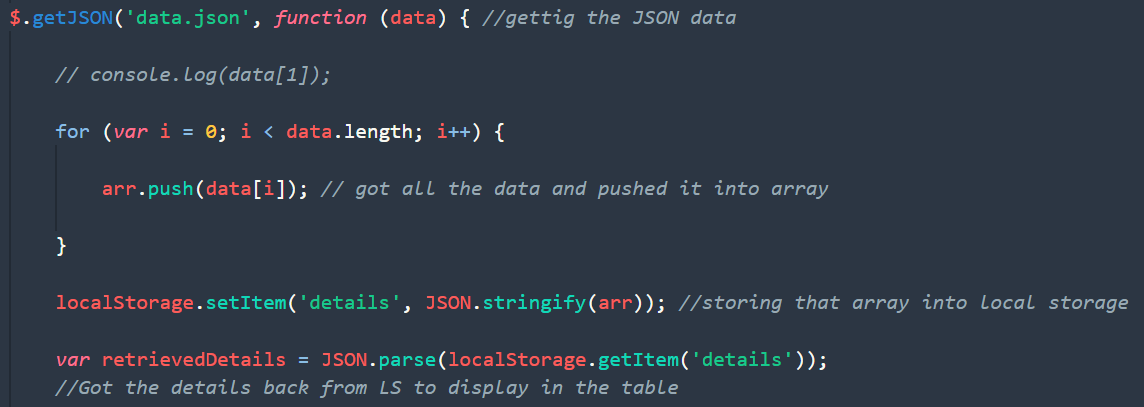 $.getJSON('data.json', function (data) { //gettig the JSON data
// console.log(data[1]);
for (var i = 0; i < data.length; i++) {
arr.push(data[i]); // got all the data and pushed it into array
}
localStorage.setItem('details', JSON.stringify(arr)); //storing that array into local storage
var retrievedDetails = JSON.parse(localStorage.getItem('details'));
//Got the details back from LS to display in the table